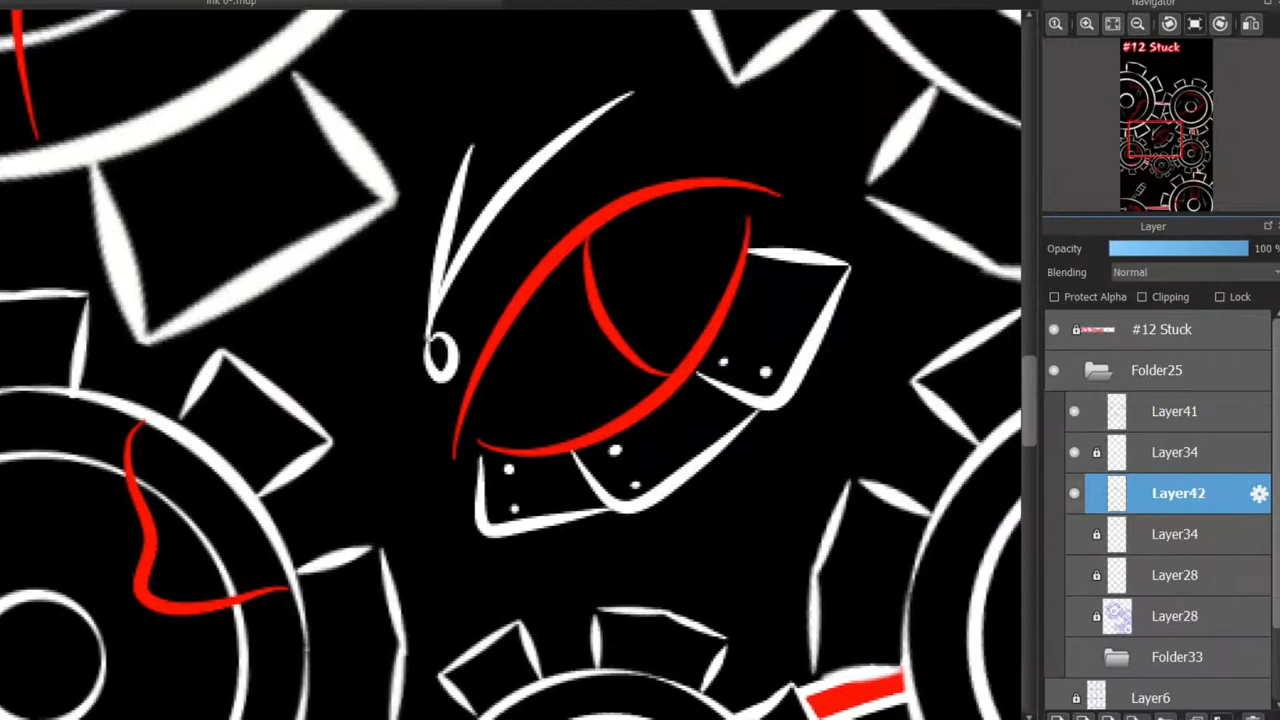 Ink 6*.mdp
Navigator
#12 Stuck
Layer
Opacity 100 %
Blending Normal
Protect Alpha Clipping Lock
#12 Stuck
Folder25
Layer41
Layer34
Layer42
Layer34
Layer28
Layer28
Folder33
Layer6